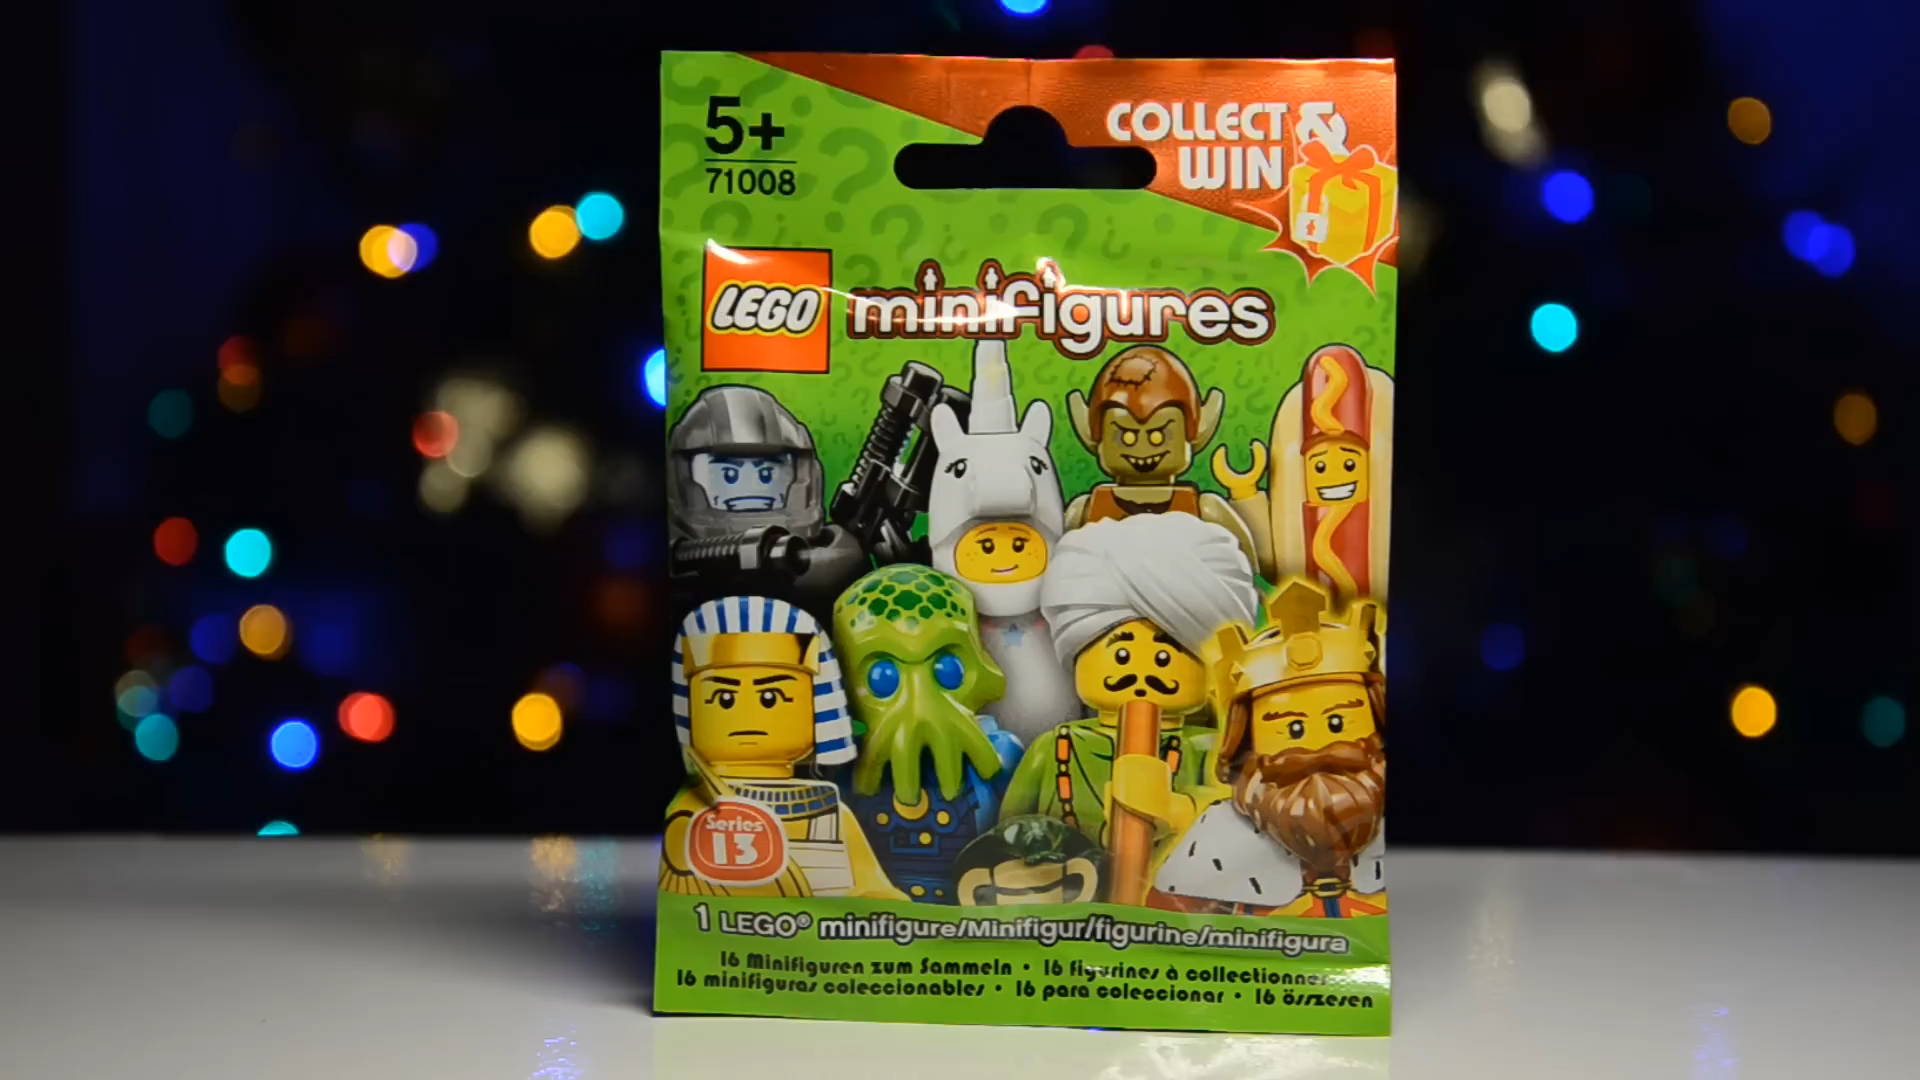 5+
71008
COLLECT &
WIN
LEGO minifigures
Series
13
1 LEGO® minifigure/Minifigur/figurine/minifigura
16 Minifiguren zum Sammeln • 16 figurines à collectionner
16 minifiguras coleccionables • 16 para coleccionar • 16 összesen